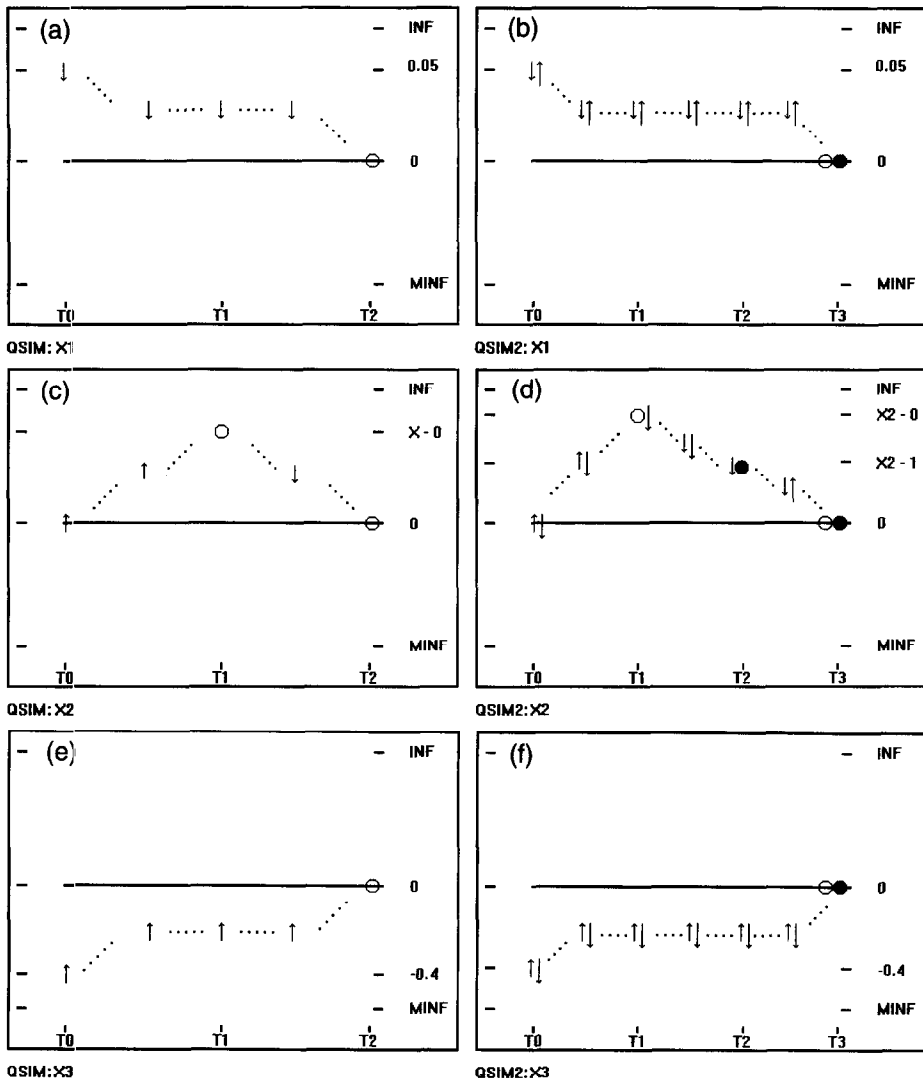 (a)
INF
0.05
0
MINF
T0 T1 T2
QSIM: X1
(b)
INF
0.05
0
MINF
T0 T1 T2 T3
QSIM2: X1
(c)
INF
X - 0
0
MINF
T0 T1 T2
QSIM: X2
(d)
INF
X2 - 0
X2 - 1
0
MINF
T0 T1 T2 T3
QSIM2: X2
(e)
INF
0
-0.4
MINF
T0 T1 T2
QSIM: X3
(f)
INF
0
-0.4
MINF
T0 T1 T2 T3
QSIM2: X3